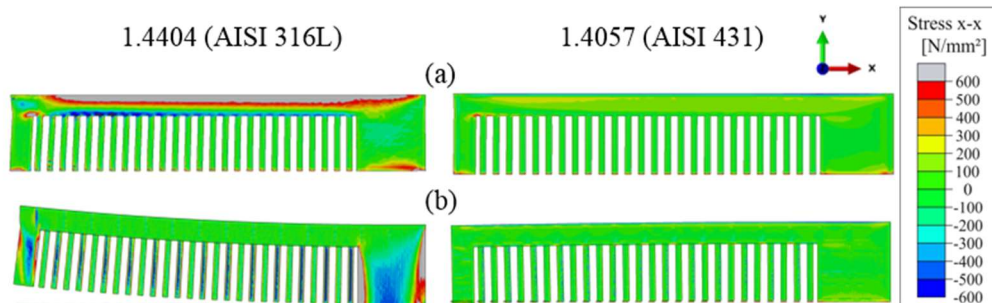 1.4404 (AISI 316L)
1.4057 (AISI 431)
(a)
(b)
Y
X
Stress x-x
[N/mm²]
600
500
400
300
200
100
0
-100
-200
-300
-400
-500
-600